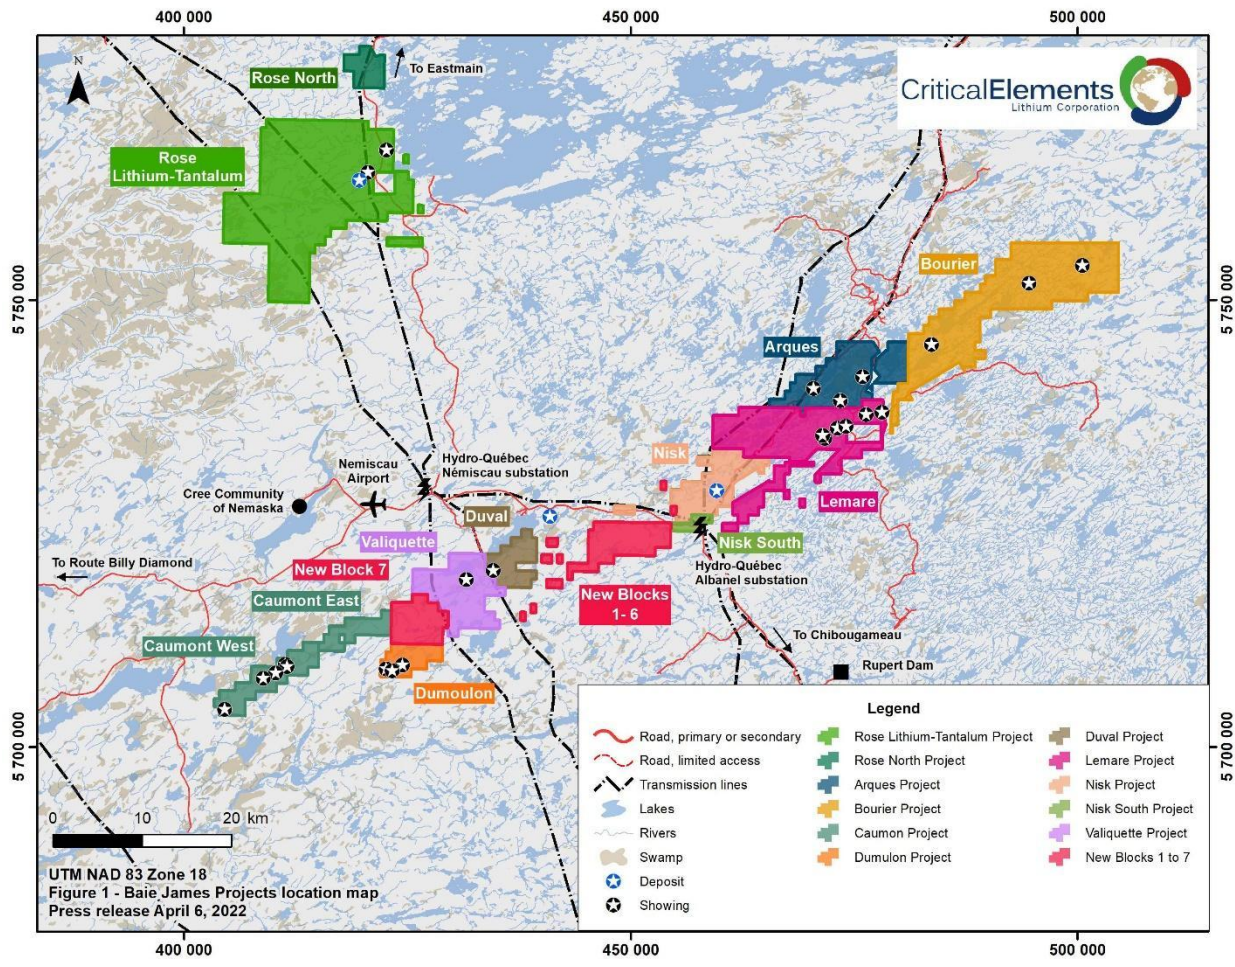 400 000
450 000
500 000
N
Rose North
To Eastmain
CriticalElements
Lithium Corporation
Rose
Lithium-Tantalum
Bourier
5 750 000
5 750 000
Arques
Nisk
Hydro-Québec
Némiscau substation
Nemiscau
Airport
Cree Community
of Nemaska
Lemare
Duval
Valiquette
Nisk South
New Block 7
To Route Billy Diamond
Hydro-Québec
Albanel substation
New Blocks
1- 6
Caumont East
Caumont West
To Chibougameau
Rupert Dam
Dumoulon
5 700 000
5 700 000
Legend
Road, primary or secondary
Road, limited access
Transmission lines
Lakes
Rivers
Swamp
Deposit
Showing
Rose Lithium-Tantalum Project
Rose North Project
Arques Project
Bourier Project
Caumon Project
Dumulon Project
Duval Project
Lemare Project
Nisk Project
Nisk South Project
Valiquette Project
New Blocks 1 to 7
0 10 20 km
UTM NAD 83 Zone 18
Figure 1 - Baie James Projects location map
Press release April 6, 2022
400 000
450 000
500 000